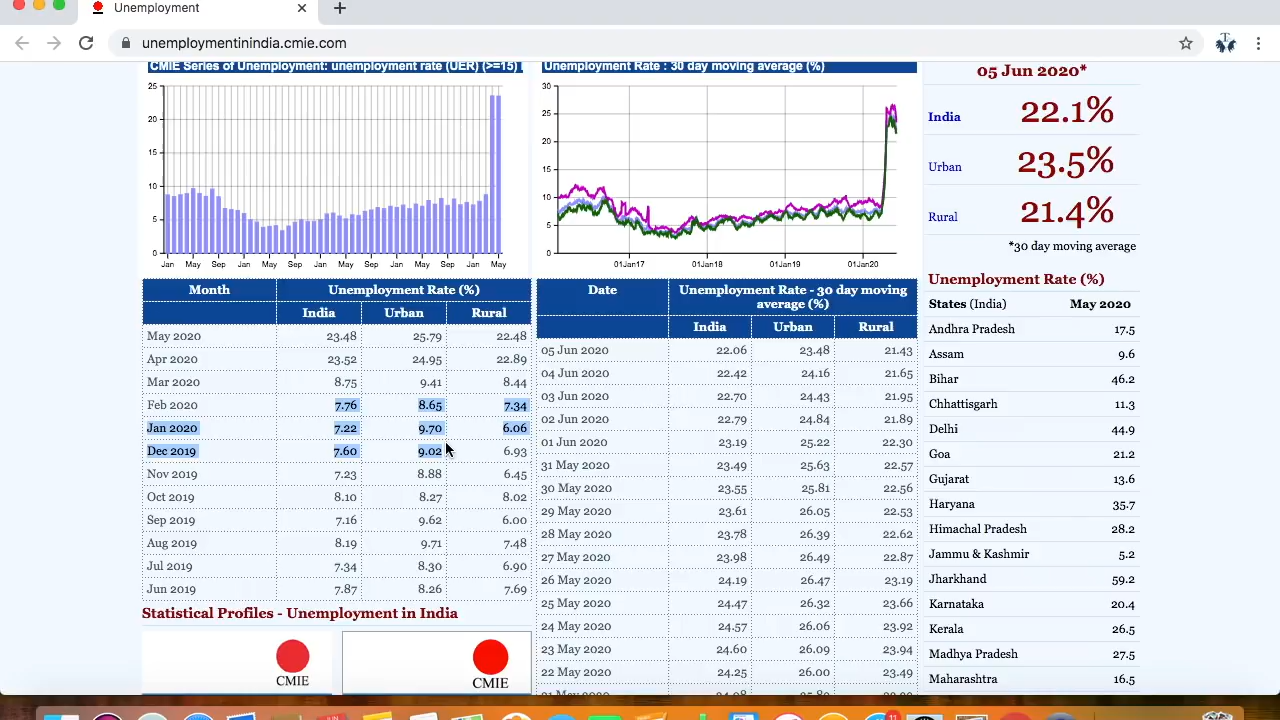 Unemployment
unemploymentinindia.cmie.com
CMIE Series of Unemployment: unemployment rate (UER) (>=15)
25
20
15
10
5
0
Jan May Sep Jan May Sep Jan May Sep Jan May Sep Jan May
Unemployment Rate : 30 day moving average (%)
30
25
20
15
10
5
0
01Jan17 01Jan18 01Jan19 01Jan20
05 Jun 2020*
India 22.1%
Urban 23.5%
Rural 21.4%
*30 day moving average
Month Unemployment Rate (%)
India Urban Rural
May 2020 23.48 25.79 22.48
Apr 2020 23.52 24.95 22.89
Mar 2020 8.75 9.41 8.44
Feb 2020 7.76 8.65 7.34
Jan 2020 7.22 9.70 6.06
Dec 2019 7.60 9.02 6.93
Nov 2019 7.23 8.88 6.45
Oct 2019 8.10 8.27 8.02
Sep 2019 7.16 9.62 6.00
Aug 2019 8.19 9.71 7.48
Jul 2019 7.34 8.30 6.90
Jun 2019 7.87 8.26 7.69
Statistical Profiles - Unemployment in India
CMIE
CMIE
Date Unemployment Rate - 30 day moving
average (%)
India Urban Rural
05 Jun 2020 22.06 23.48 21.43
04 Jun 2020 22.42 24.16 21.65
03 Jun 2020 22.70 24.43 21.95
02 Jun 2020 22.79 24.84 21.89
01 Jun 2020 23.19 25.22 22.30
31 May 2020 23.49 25.63 22.57
30 May 2020 23.55 25.81 22.56
29 May 2020 23.61 26.05 22.53
28 May 2020 23.78 26.39 22.62
27 May 2020 23.98 26.49 22.87
26 May 2020 24.19 26.47 23.19
25 May 2020 24.47 26.32 23.66
24 May 2020 24.57 26.06 23.92
23 May 2020 24.60 26.09 23.94
22 May 2020 24.25 26.00 23.49
Unemployment Rate (%)
States (India) May 2020
Andhra Pradesh 17.5
Assam 9.6
Bihar 46.2
Chhattisgarh 11.3
Delhi 44.9
Goa 21.2
Gujarat 13.6
Haryana 35.7
Himachal Pradesh 28.2
Jammu & Kashmir 5.2
Jharkhand 59.2
Karnataka 20.4
Kerala 26.5
Madhya Pradesh 27.5
Maharashtra 16.5
11